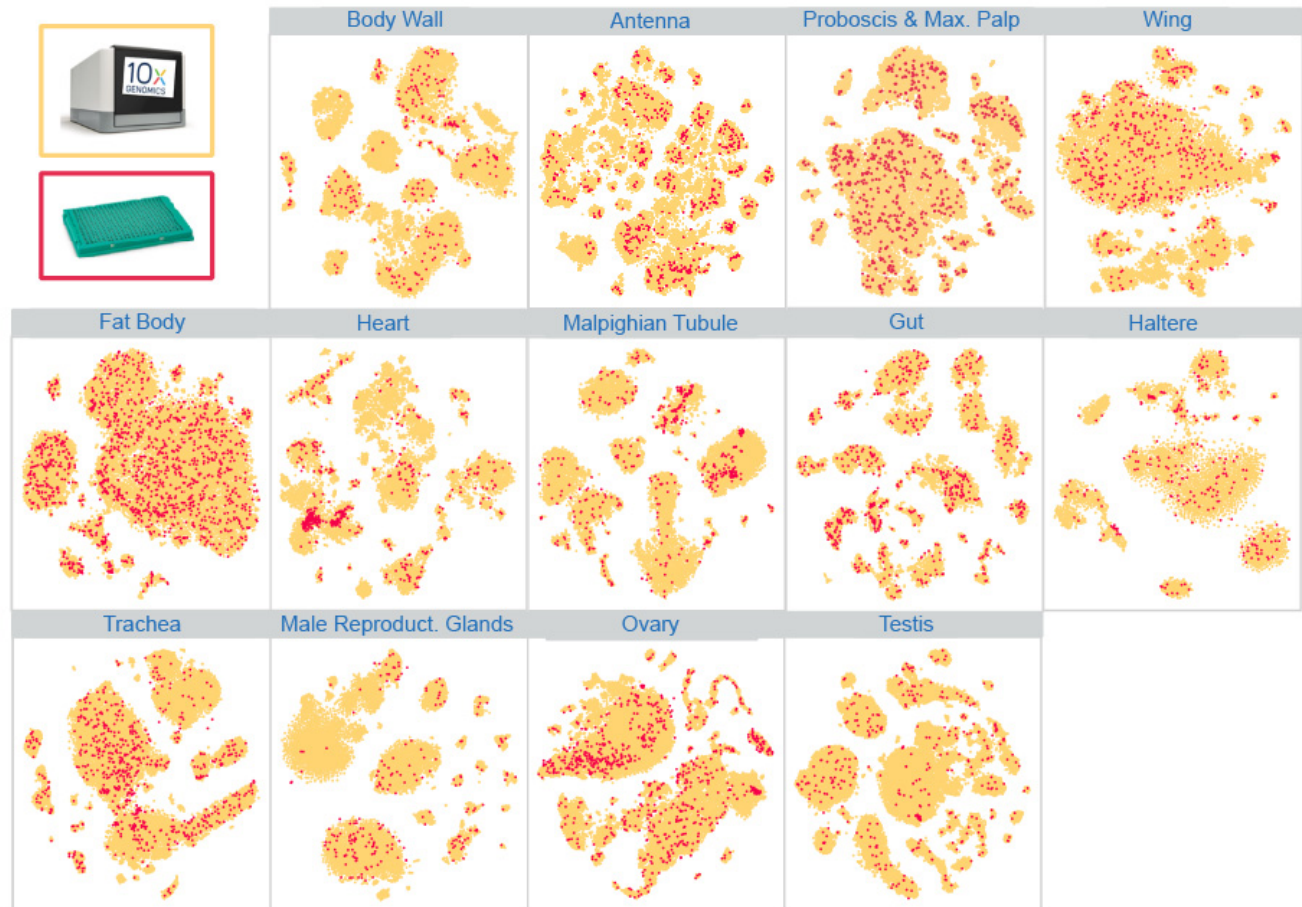 10x
GENOMICS
Body Wall
Antenna
Proboscis & Max. Palp
Wing
Fat Body
Heart
Malpighian Tubule
Gut
Haltere
Trachea
Male Reproduct. Glands
Ovary
Testis